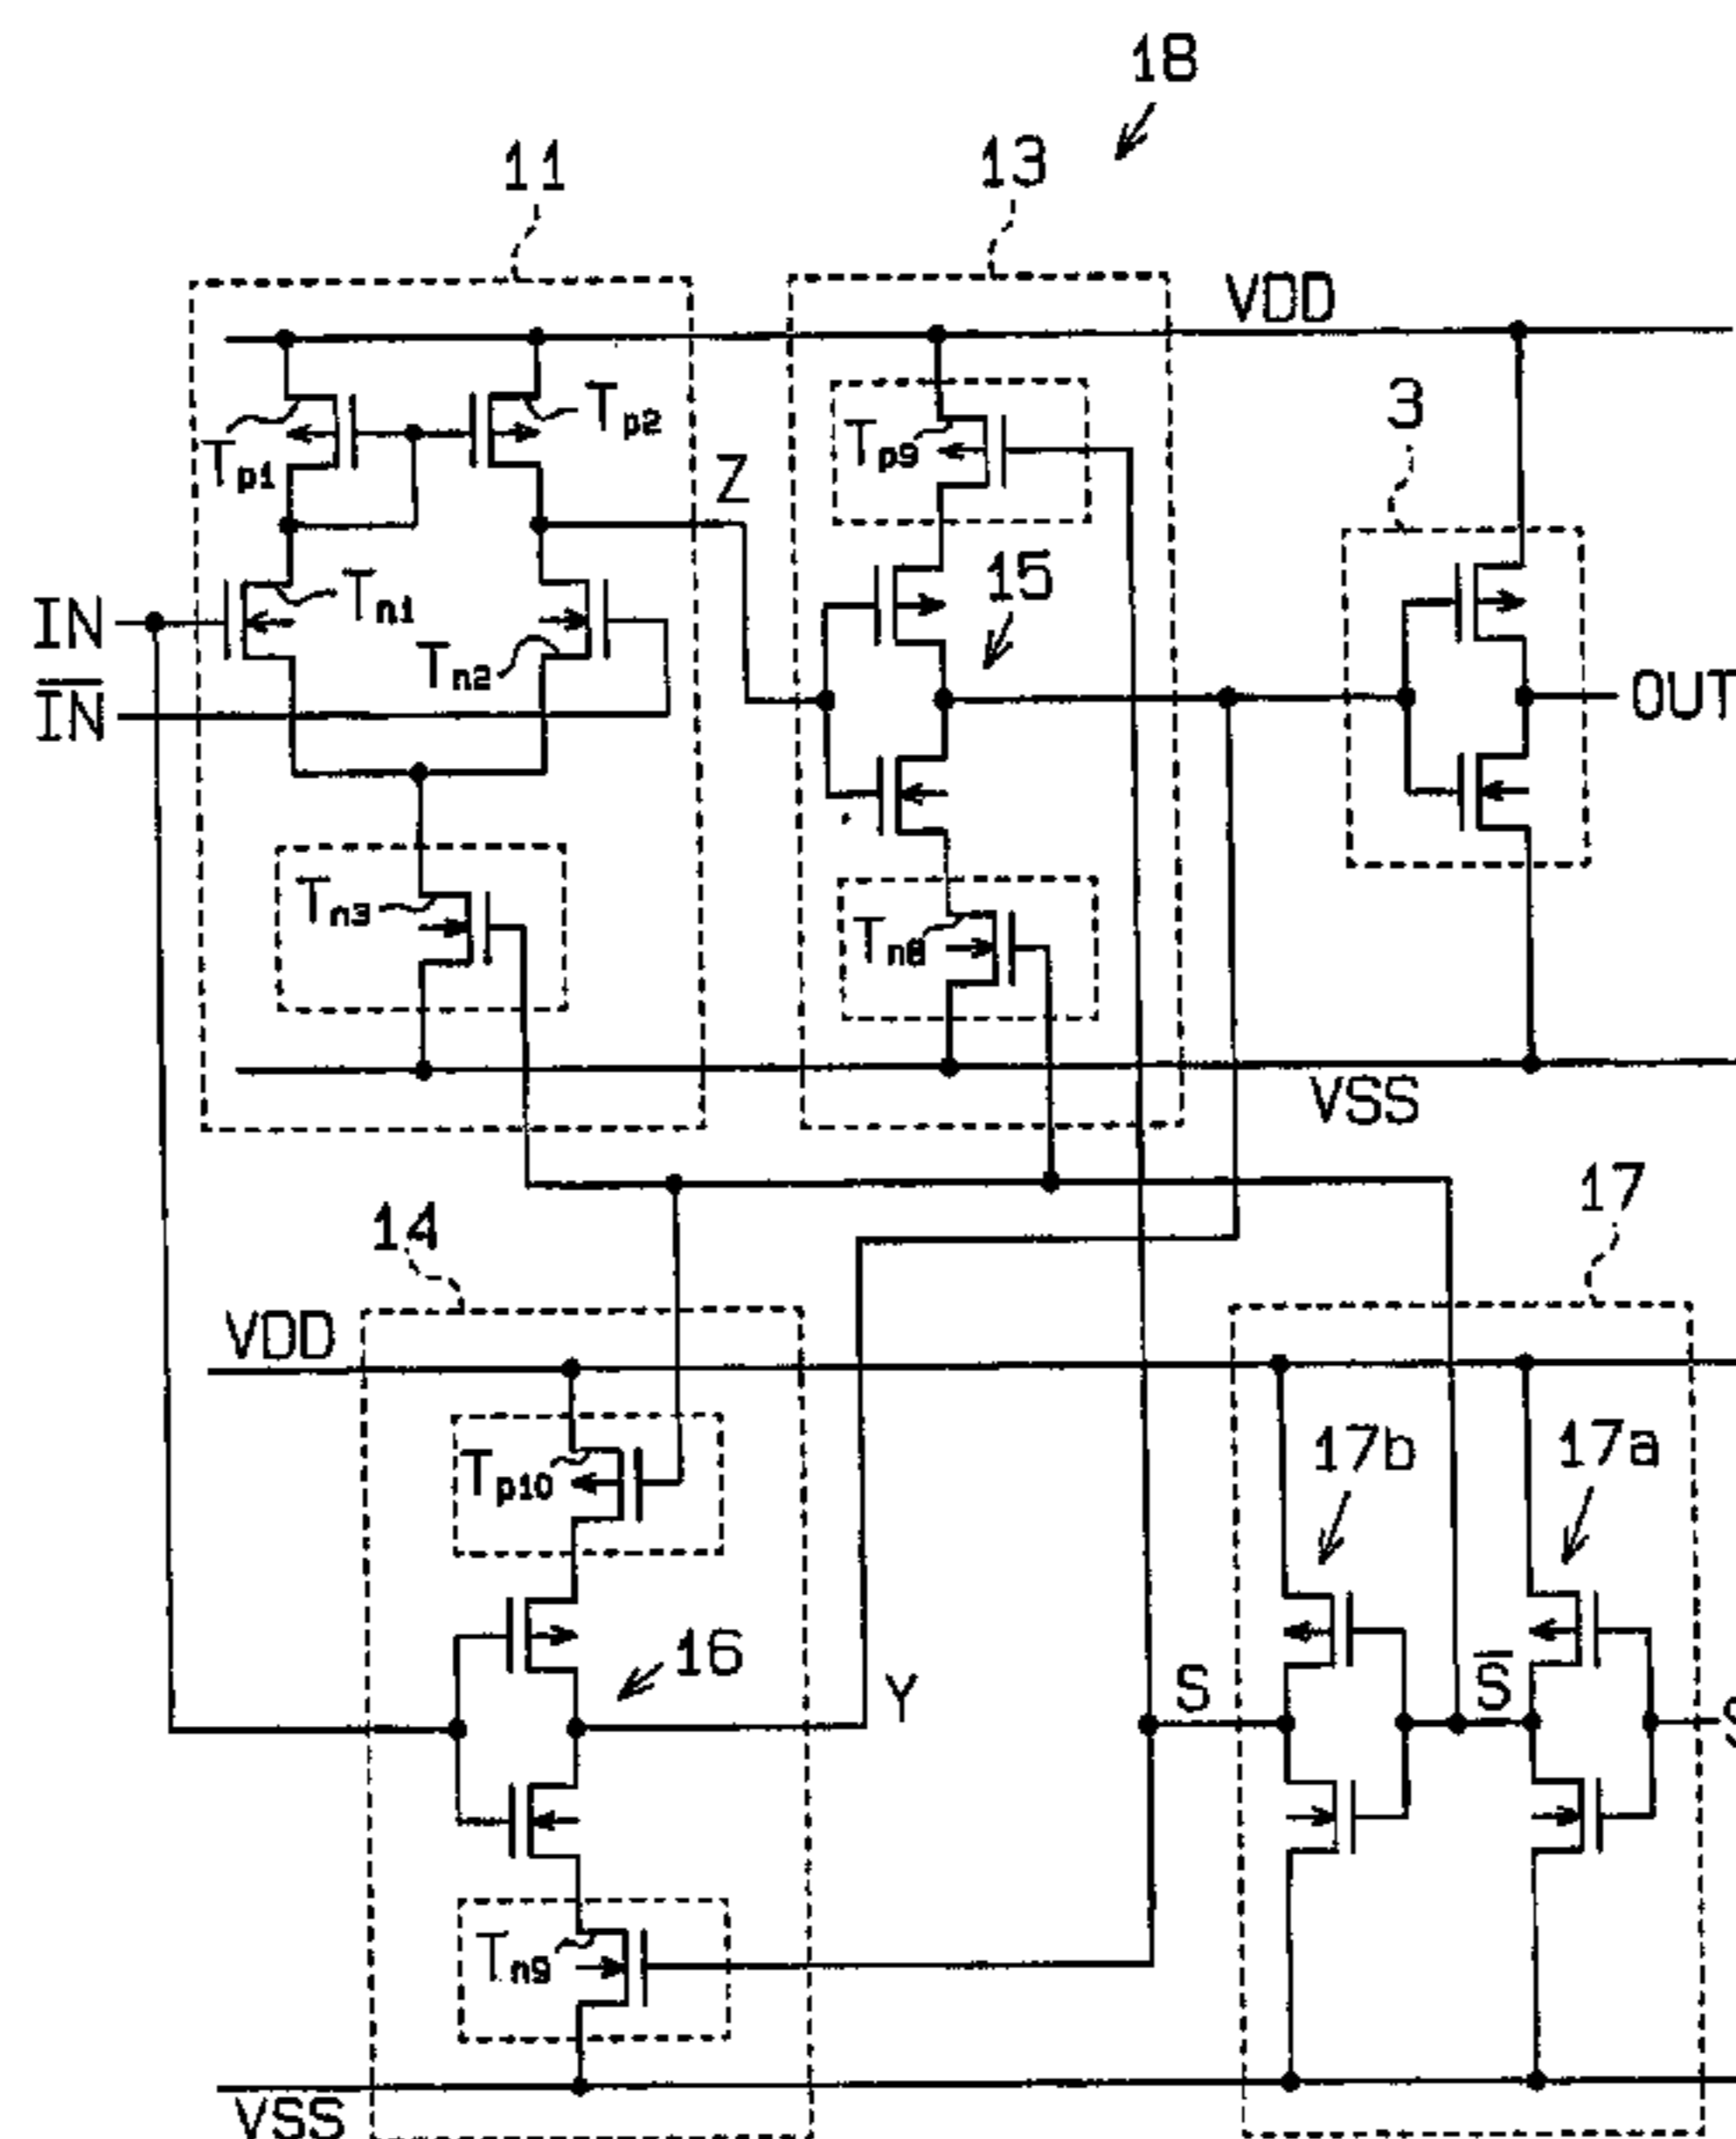 18
11
13
VDD
Tp1
Tp2
Z
Tp9
3
15
IN
Tn1
Tn2
IN
OUT
Tn3
Tn8
VSS
17
14
VDD
17b
17a
Tp10
16
Y
S
S
Tn9
VSS